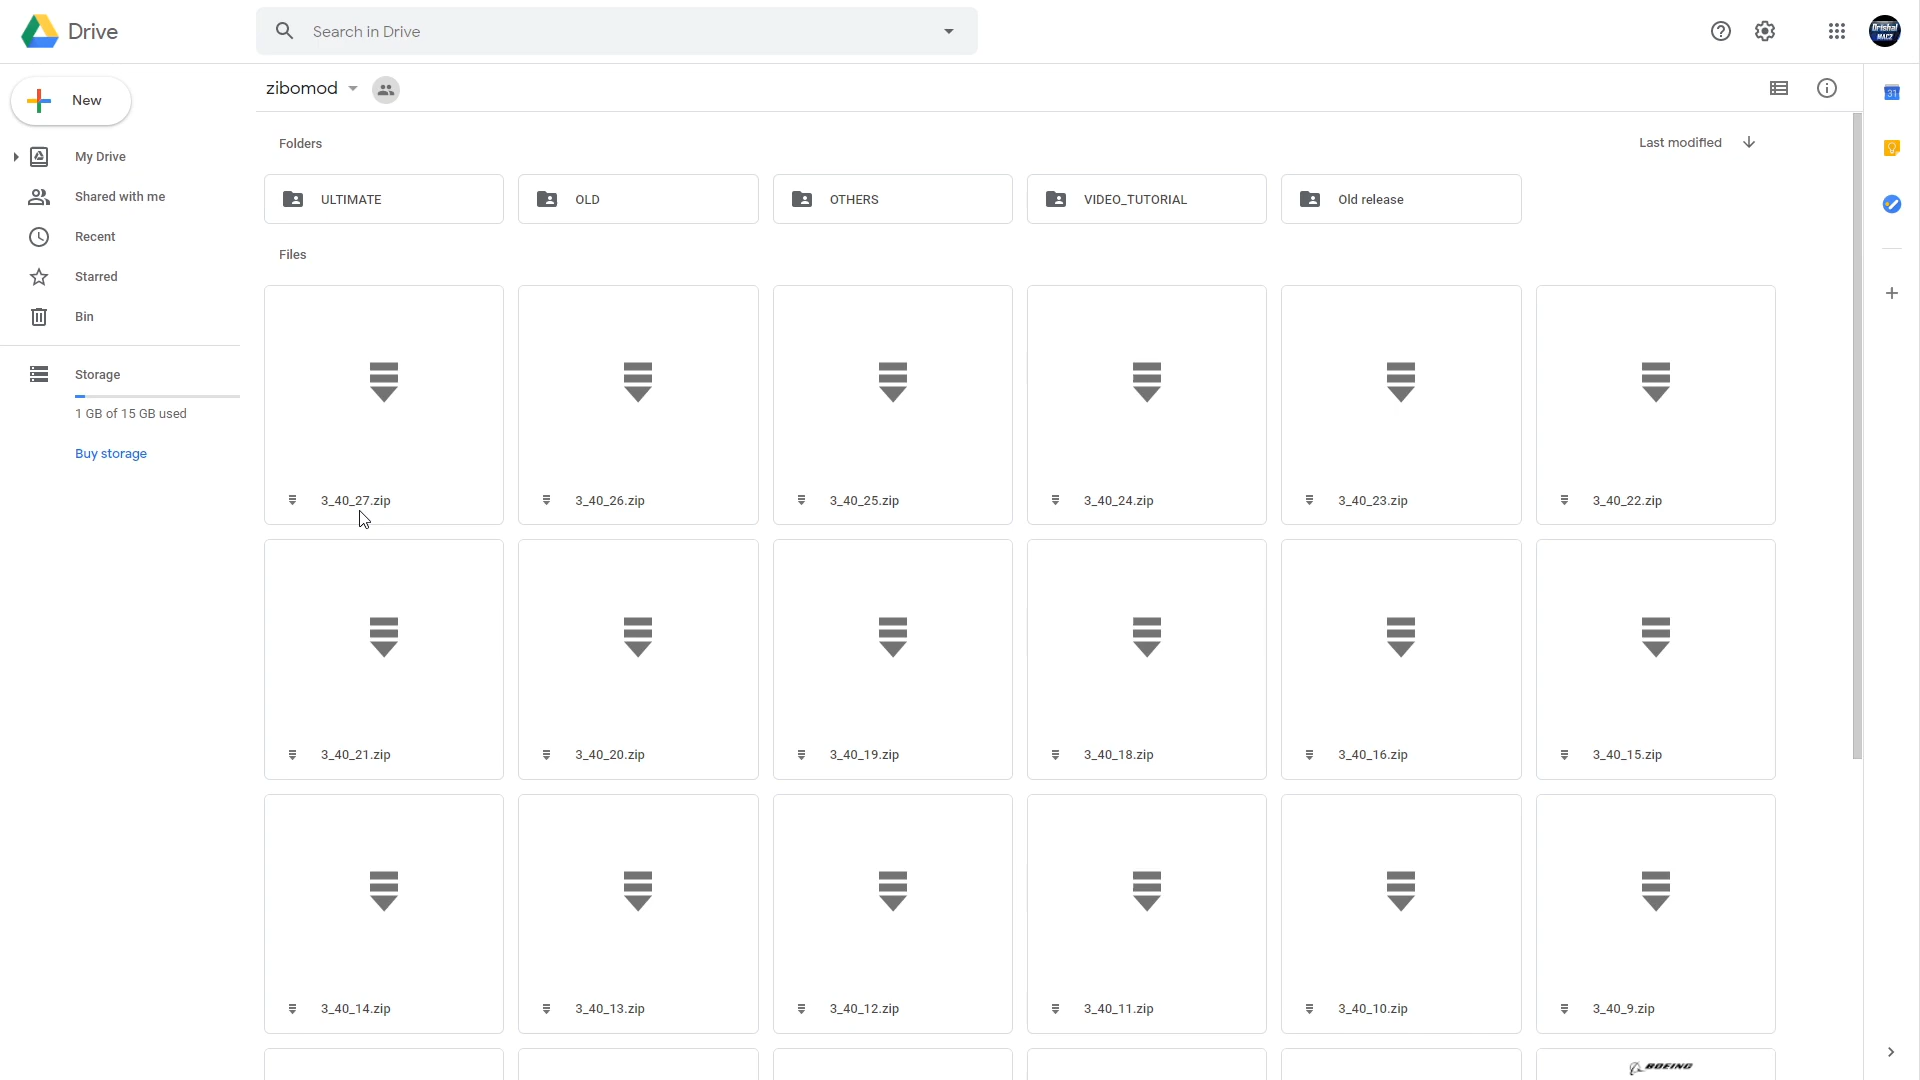 Drive
Search in Drive
Drishal
MAC2
New
zibomod
My Drive
Shared with me
Recent
Starred
Bin
Storage
1 GB of 15 GB used
Buy storage
Folders
Last modified
ULTIMATE
OLD
OTHERS
VIDEO_TUTORIAL
Old release
Files
3_40_27.zip
3_40_26.zip
3_40_25.zip
3_40_24.zip
3_40_23.zip
3_40_22.zip
3_40_21.zip
3_40_20.zip
3_40_19.zip
3_40_18.zip
3_40_16.zip
3_40_15.zip
3_40_14.zip
3_40_13.zip
3_40_12.zip
3_40_11.zip
3_40_10.zip
3_40_9.zip
BOEING
31